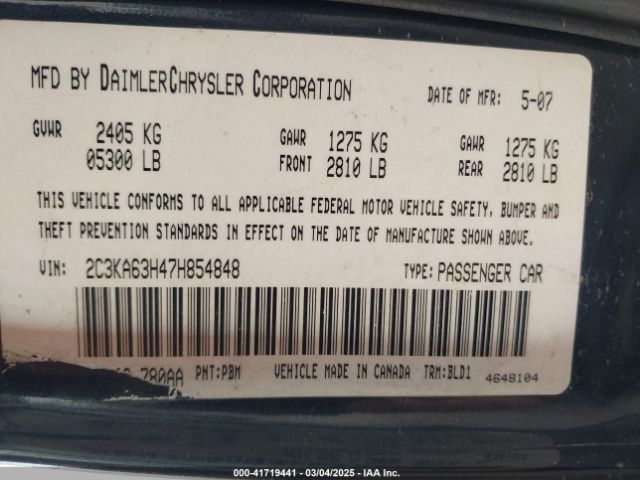 MFD BY DAIMLERCHRYSLER CORPORATION DATE OF MFR: 5-07
GVWR 2405 KG GAWR 1275 KG GAWR 1275 KG
05300 LB FRONT 2810 LB REAR 2810 LB
THIS VEHICLE CONFORMS TO ALL APPLICABLE FEDERAL MOTOR VEHICLE SAFETY, BUMPER AND
THEFT PREVENTION STANDARDS IN EFFECT ON THE DATE OF MANUFACTURE SHOWN ABOVE.
VIN: 2C3KA63H47H854848 TYPE: PASSENGER CAR
780AA PNT:PBM VEHICLE MADE IN CANADA TRM:BLD1 4648104
000-41719441 - 03/04/2025 - IAA Inc.